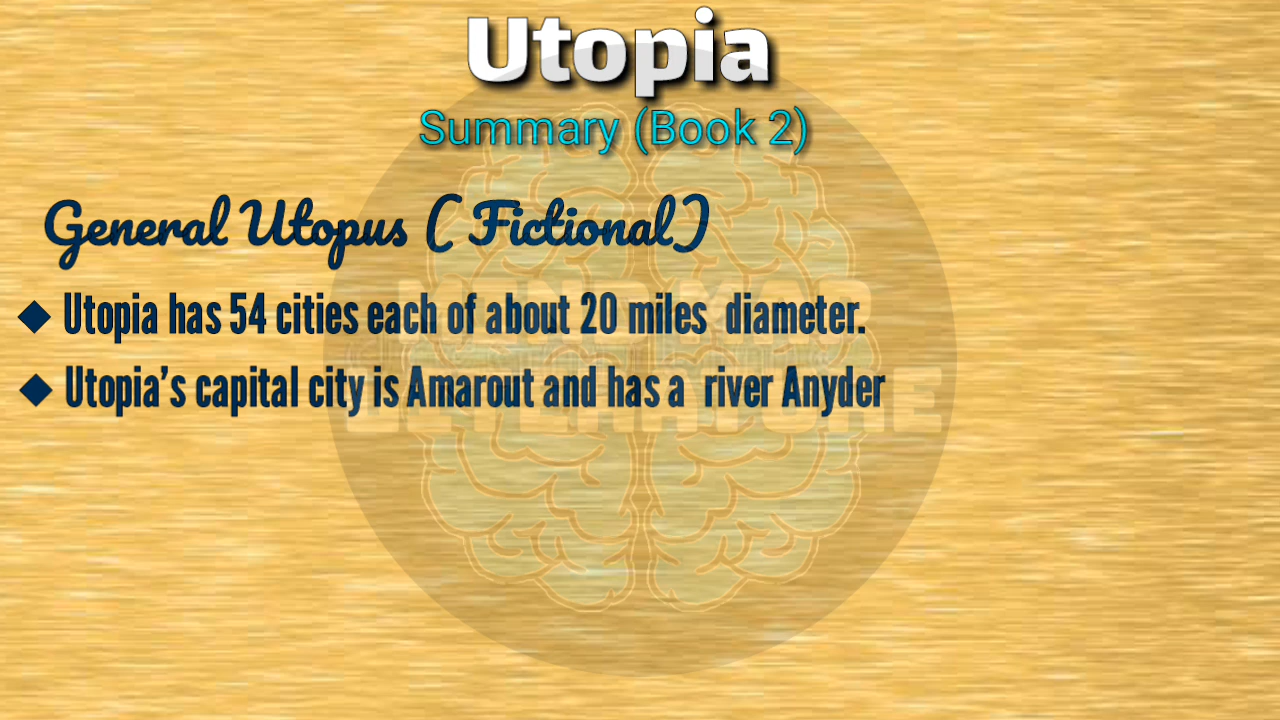 Utopia
Summary (Book 2)
General Utopus ( Fictional)
Utopia has 54 cities each of about 20 miles diameter.
Utopia's capital city is Amarout and has a river Anyder